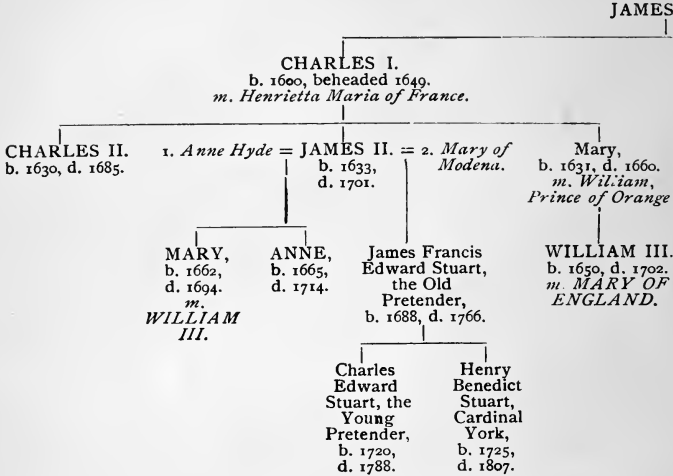 JAMES
CHARLES I.
b. 1600, beheaded 1649.
m. Henrietta Maria of France.
CHARLES II.
b. 1630, d. 1685.
1. Anne Hyde = JAMES II. = 2. Mary of
Modena.
b. 1633,
d. 1701.
Mary,
b. 1631, d. 1660.
m. William,
Prince of Orange
MARY,
b. 1662,
d. 1694.
m.
WILLIAM
III.
ANNE,
b. 1665,
d. 1714.
James Francis
Edward Stuart,
the Old
Pretender,
b. 1688, d. 1766.
WILLIAM III.
b. 1650, d. 1702.
m. MARY OF
ENGLAND.
Charles
Edward
Stuart, the
Young
Pretender,
b. 1720,
d. 1788.
Henry
Benedict
Stuart,
Cardinal
York,
b. 1725,
d. 1807.